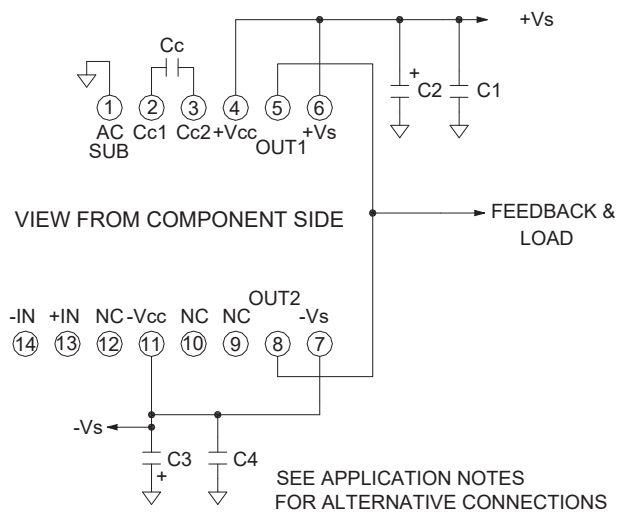 +Vs
Cc
+
C2
C1
1 2 3 4 5 6
AC Cc1 Cc2 +Vcc OUT1 +Vs
SUB
VIEW FROM COMPONENT SIDE
FEEDBACK &
LOAD
OUT2
-IN +IN NC -Vcc NC NC -Vs
14 13 12 11 10 9 8 7
-Vs
C3
+
C4
SEE APPLICATION NOTES
FOR ALTERNATIVE CONNECTIONS